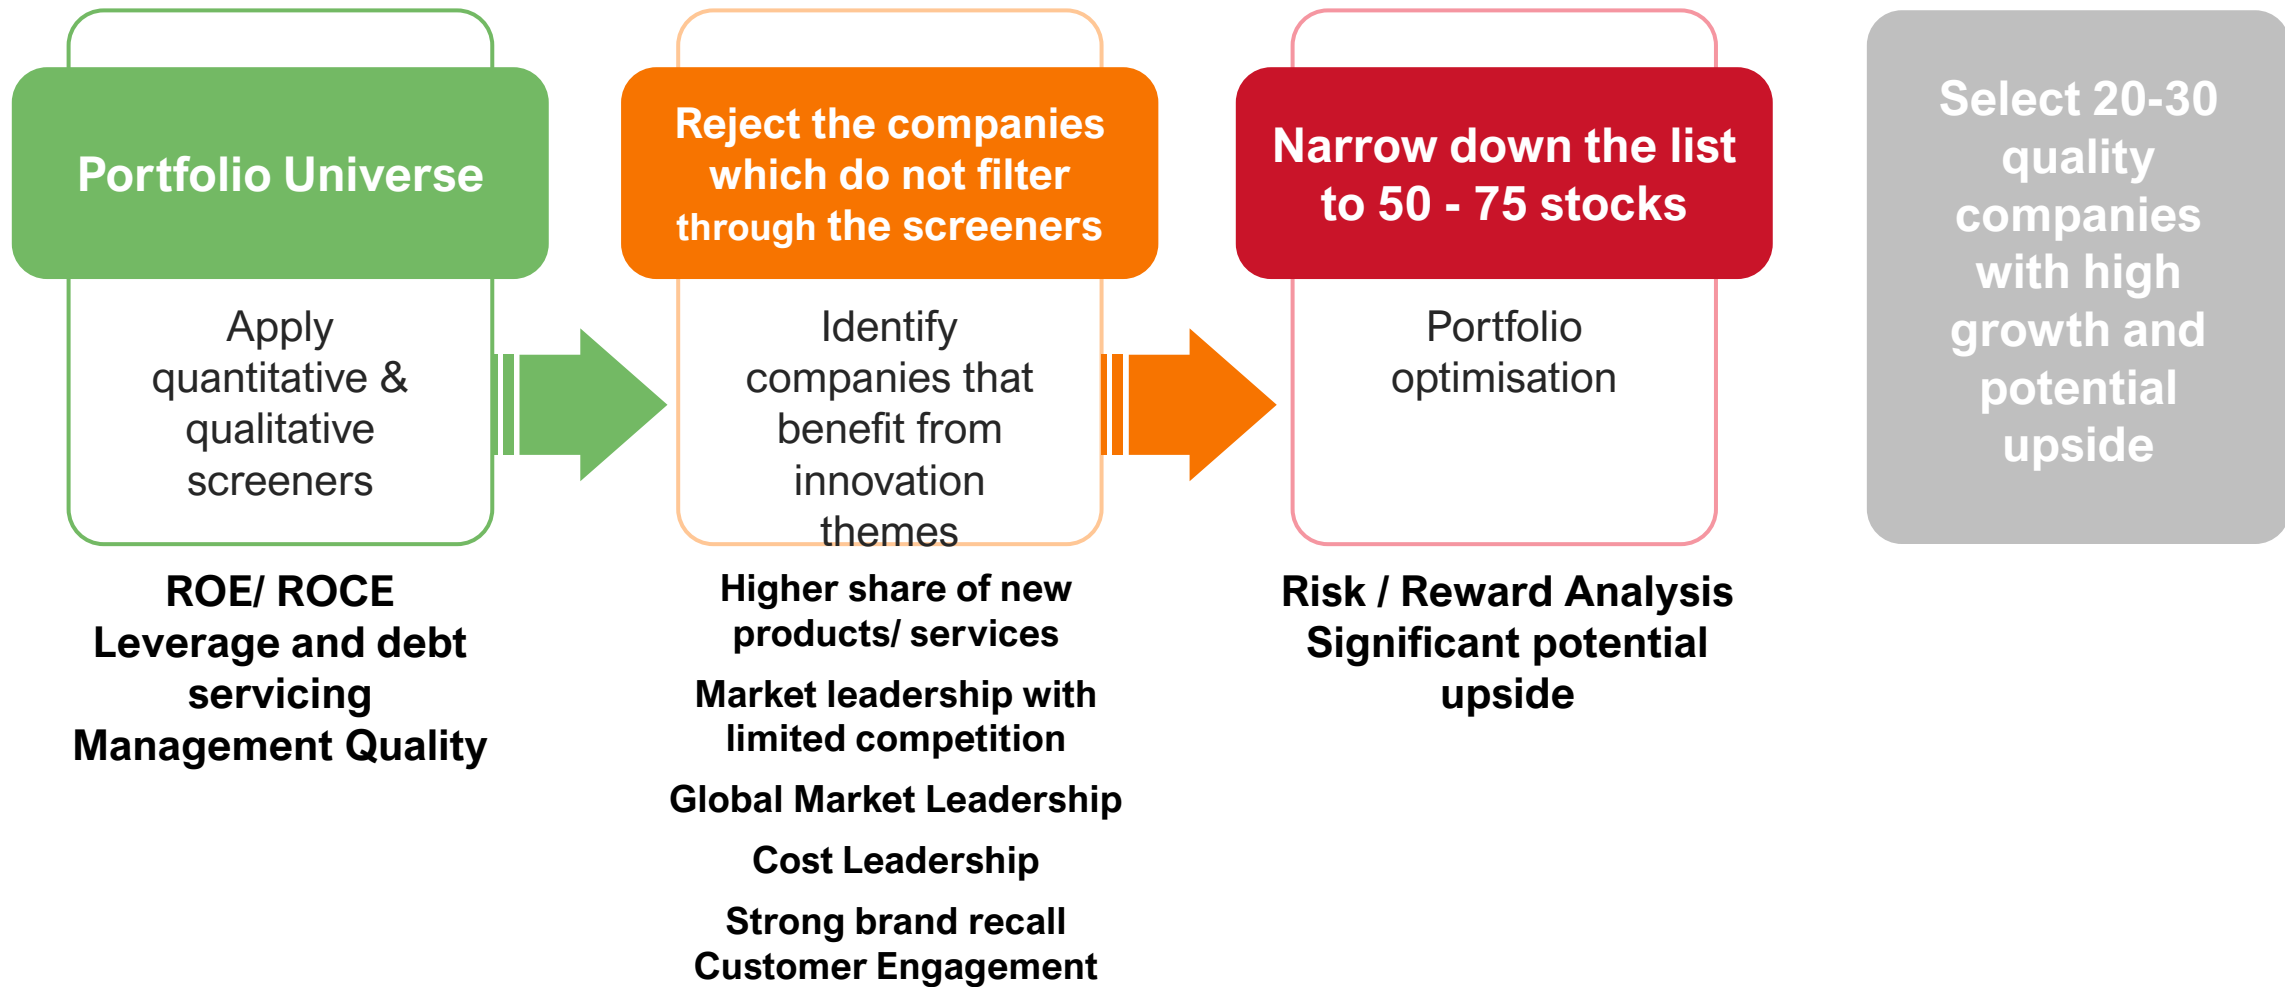 Portfolio Universe
Apply
quantitative &
qualitative
screeners
ROE/ ROCE
Leverage and debt
servicing
Management Quality
Reject the companies
which do not filter
through the screeners
Identify
companies that
benefit from
innovation
themes
Higher share of new
products/ services
Market leadership with
limited competition
Global Market Leadership
Cost Leadership
Strong brand recall
Customer Engagement
Narrow down the list
to 50 - 75 stocks
Portfolio
optimisation
Risk / Reward Analysis
Significant potential
upside
Select 20-30
quality
companies
with high
growth and
potential
upside